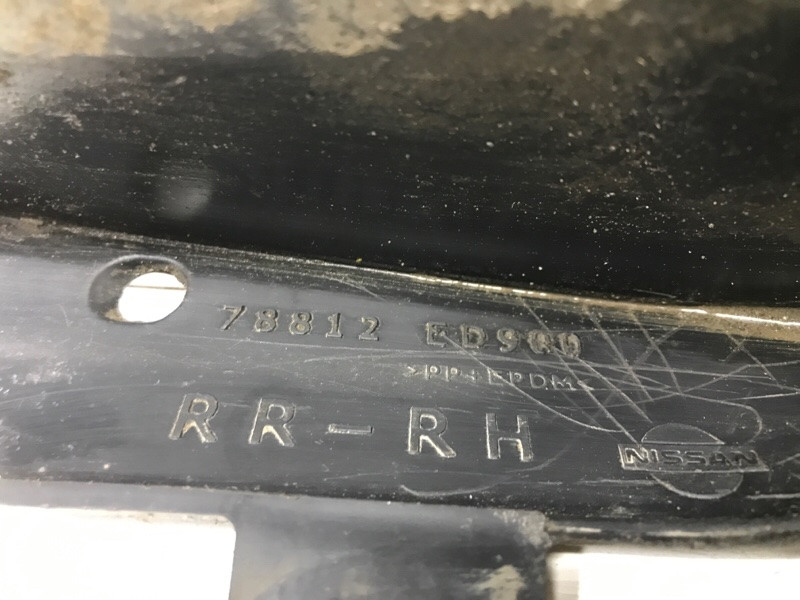 78812 ED900
>PP+EPDM<
RR-RH
NISSAN